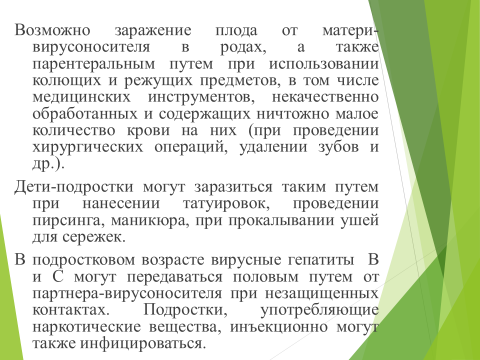 Возможно заражение плода от матери-
вирусоносителя в родах, а также
парентеральным путем при использовании
колющих и режущих предметов, в том числе
медицинских инструментов, некачественно
обработанных и содержащих ничтожно малое
количество крови на них (при проведении
хирургических операций, удалении зубов и
др.).
Дети-подростки могут заразиться таким путем
при нанесении татуировок, проведении
пирсинга, маникюра, при прокалывании ушей
для сережек.
В подростковом возрасте вирусные гепатиты В
и С могут передаваться половым путем от
партнера-вирусоносителя при незащищенных
контактах. Подростки, употребляющие
наркотические вещества, инъекционно могут
также инфицироваться.